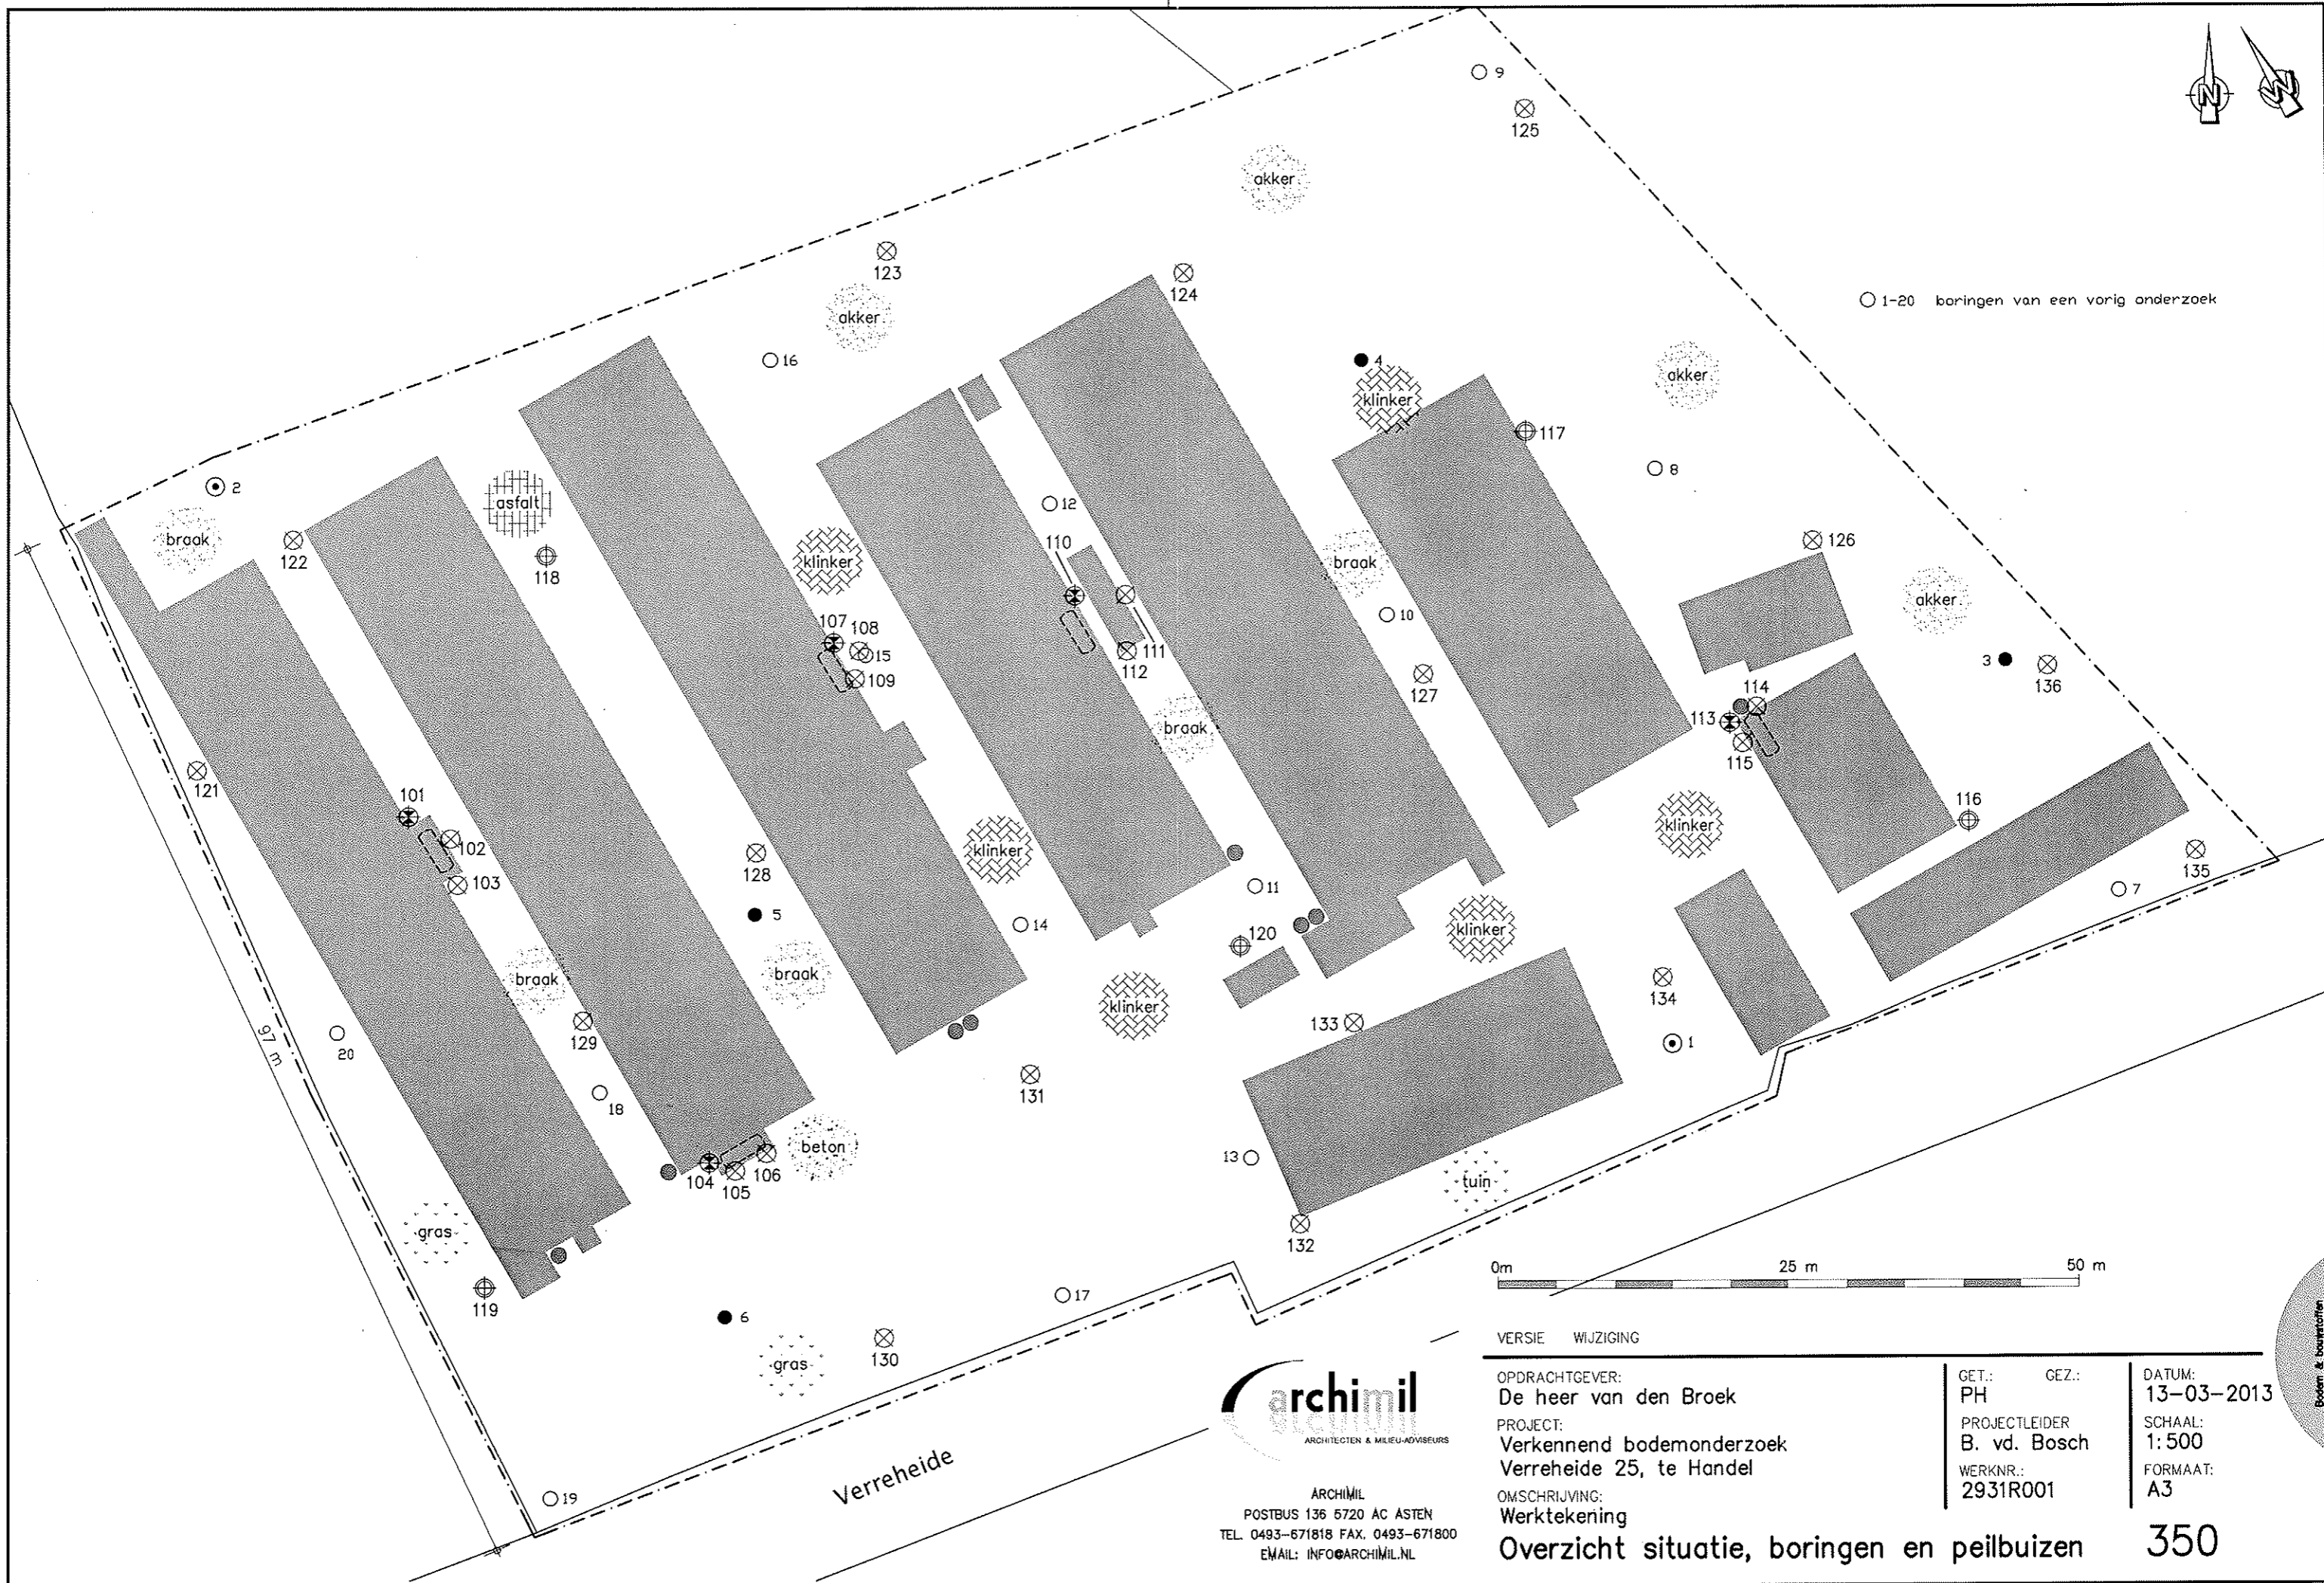 9
125
akker
123
124
akker
1-20 boringen van een vorig onderzoek
16
4
klinker
akker
117
8
2
asfalt
braak
122
118
12
110
klinker
braak
126
akker
10
107
108
15
109
111
112
127
3
136
114
113
115
braak
121
101
102
103
klinker
116
135
7
128
klinker
11
5
14
120
klinker
braak
braak
klinker
134
133
1
129
20
97 m
131
18
beton
13
tuin
104
105
106
132
gras
119
6
17
130
gras
19
Verreheide
0m 25 m 50 m
VERSIE WIJZIGING
archimil
ARCHITECTEN & MILIEU-ADVISEURS
ARCHIMIL
POSTBUS 136 5720 AC ASTEN
TEL. 0493-671818 FAX. 0493-671800
EMAIL: INFO@ARCHIMIL.NL
OPDRACHTGEVER:
De heer van den Broek
PROJECT:
Verkennend bodemonderzoek
Verreheide 25, te Handel
OMSCHRIJVING:
Werktekening
Overzicht situatie, boringen en peilbuizen
GET.: GEZ.:
PH
PROJECTLEIDER
B. vd. Bosch
WERKNR.:
2931R001
DATUM:
13-03-2013
SCHAAL:
1:500
FORMAAT:
A3
350
Bodem & bouwstoffen
N
N